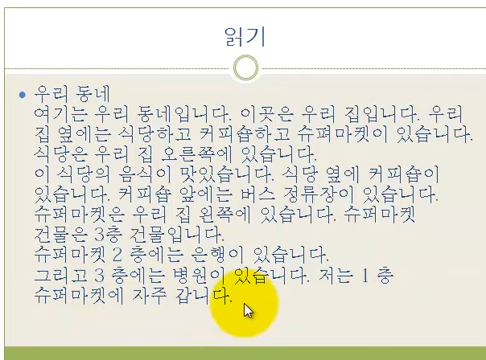 읽기
우리 동네
여기는 우리 동네입니다. 이곳은 우리 집입니다. 우리
집 옆에는 식당하고 커피숍하고 슈퍼마켓이 있습니다.
식당은 우리 집 오른쪽에 있습니다.
이 식당의 음식이 맛있습니다. 식당 옆에 커피숍이
있습니다. 커피숍 앞에는 버스 정류장이 있습니다.
슈퍼마켓은 우리 집 왼쪽에 있습니다. 슈퍼마켓
건물은 3층 건물입니다.
슈퍼마켓 2 층에는 은행이 있습니다.
그리고 3 층에는 병원이 있습니다. 저는 1 층
슈퍼마켓에 자주 갑니다.